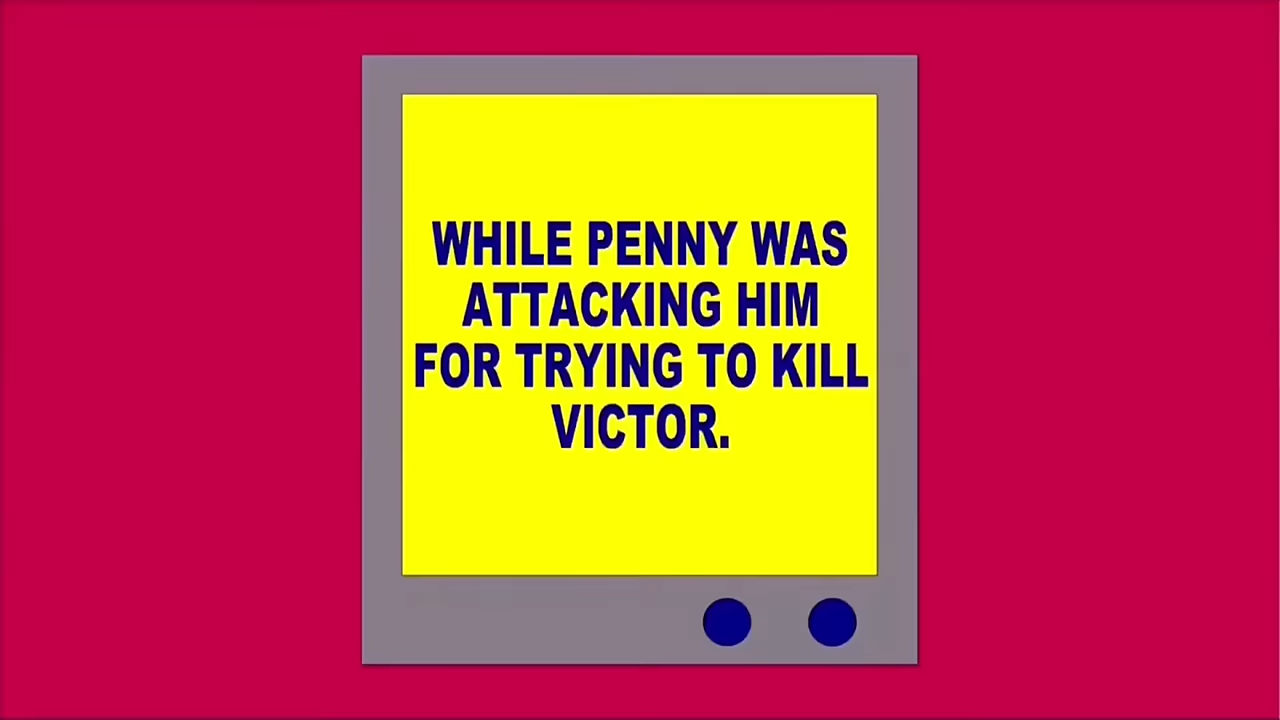 WHILE PENNY WAS
ATTACKING HIM
FOR TRYING TO KILL
VICTOR.